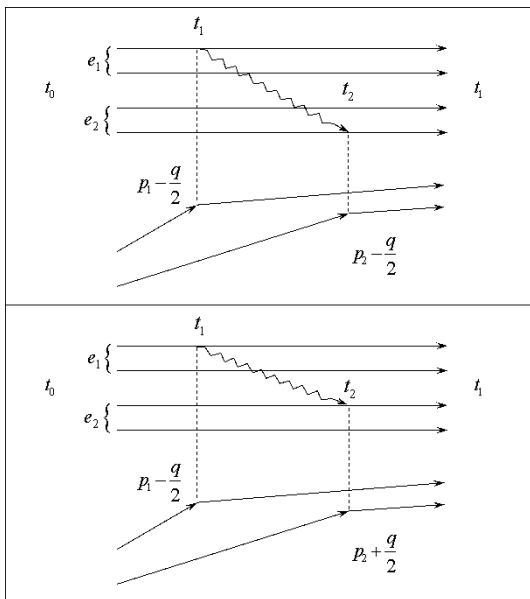 t₁
e₁ {
t₀ t₂ t₁
e₂ {
p₁ − q/2
p₂ − q/2
t₁
e₁ {
t₀ t₂ t₁
e₂ {
p₁ − q/2
p₂ + q/2